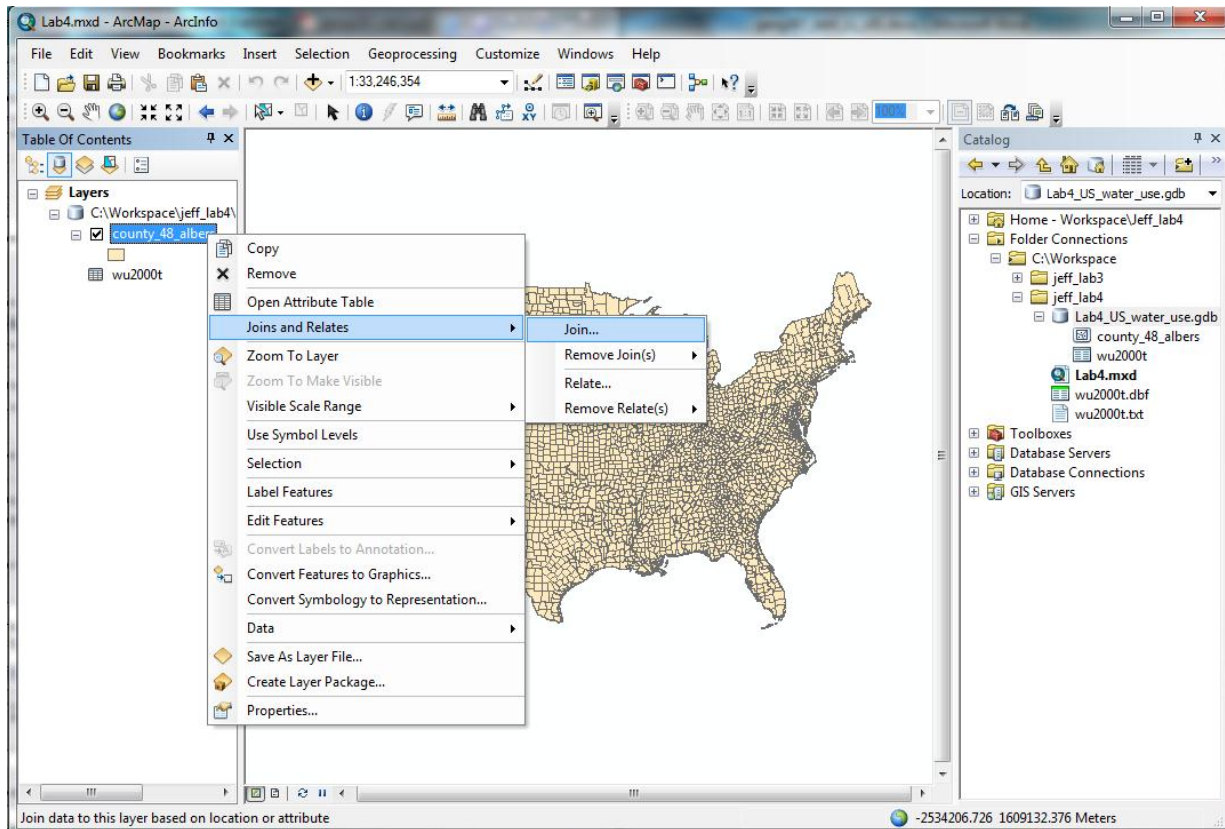 Lab4.mxd - ArcMap - ArcInfo
File Edit View Bookmarks Insert Selection Geoprocessing Customize Windows Help
1:33,246,354
100%
Table Of Contents
Layers
C:\Workspace\jeff_lab4\
county_48_albers
wu2000t
Copy
Remove
Open Attribute Table
Joins and Relates
Zoom To Layer
Zoom To Make Visible
Visible Scale Range
Use Symbol Levels
Selection
Label Features
Edit Features
Convert Labels to Annotation...
Convert Features to Graphics...
Convert Symbology to Representation...
Data
Save As Layer File...
Create Layer Package...
Properties...
Join...
Remove Join(s)
Relate...
Remove Relate(s)
Catalog
Location: Lab4_US_water_use.gdb
Home - Workspace\Jeff_lab4
Folder Connections
C:\Workspace
jeff_lab3
jeff_lab4
Lab4_US_water_use.gdb
county_48_albers
wu2000t
Lab4.mxd
wu2000t.dbf
wu2000t.txt
Toolboxes
Database Servers
Database Connections
GIS Servers
Join data to this layer based on location or attribute
-2534206.726 1609132.376 Meters